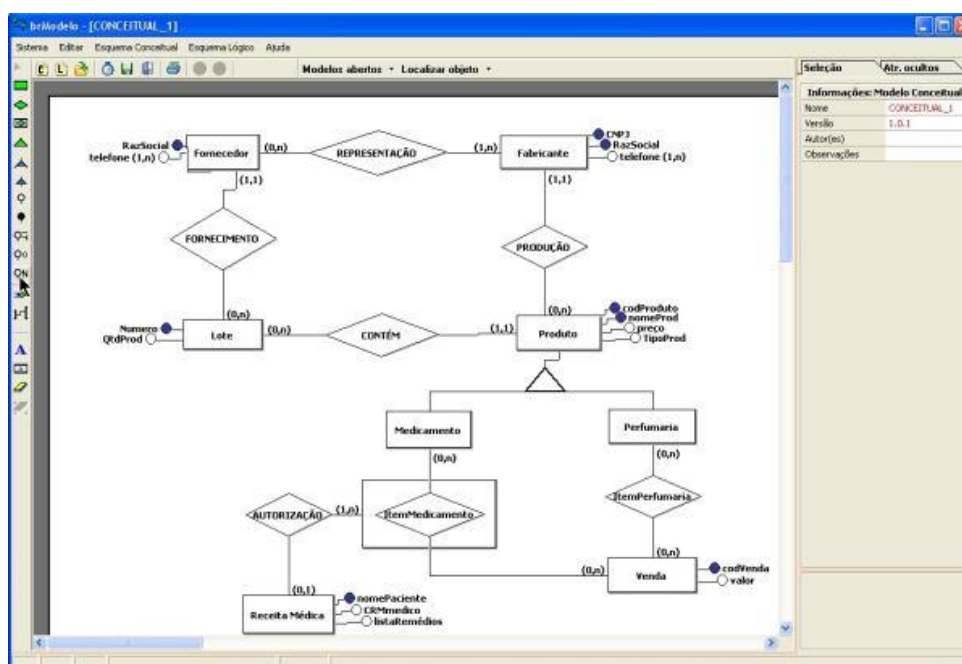 brModelo - [CONCEITUAL_1]
Sistema Editar Esquema Conceitual Esquema Lógico Ajuda
Modelos abertos Localizar objeto
Seleção Atr. ocultos
Informações: Modelo Conceitual
Nome CONCEITUAL_1
Versão 1.0.1
Autor(es)
Observações
RazSocial
telefone (1,n)
Fornecedor
(0,n)
REPRESENTAÇÃO
(1,n)
Fabricante
CNPJ
RazSocial
telefone (1,n)
(1,1)
(1,1)
FORNECIMENTO
PRODUÇÃO
(0,n)
(0,n)
Numero
QtdProd
Lote
(0,n)
CONTÉM
(1,1)
Produto
codProduto
nomeProd
preço
TipoProd
Medicamento
Perfumaria
(0,n)
(0,n)
AUTORIZAÇÃO
(1,n)
ItemMedicamento
ItemPerfumaria
(0,n)
(0,n)
Venda
codVenda
valor
(0,1)
Receita Médica
nomePaciente
CRMmedico
listaRemédios